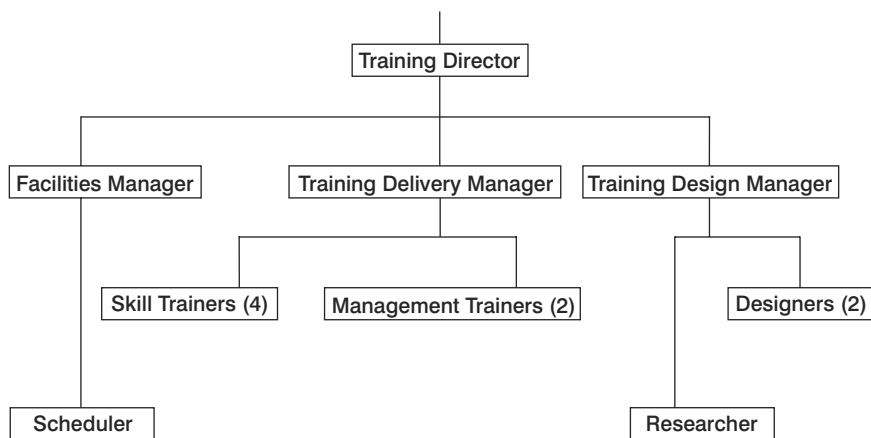 Training Director
Facilities Manager
Training Delivery Manager
Training Design Manager
Skill Trainers (4)
Management Trainers (2)
Designers (2)
Scheduler
Researcher